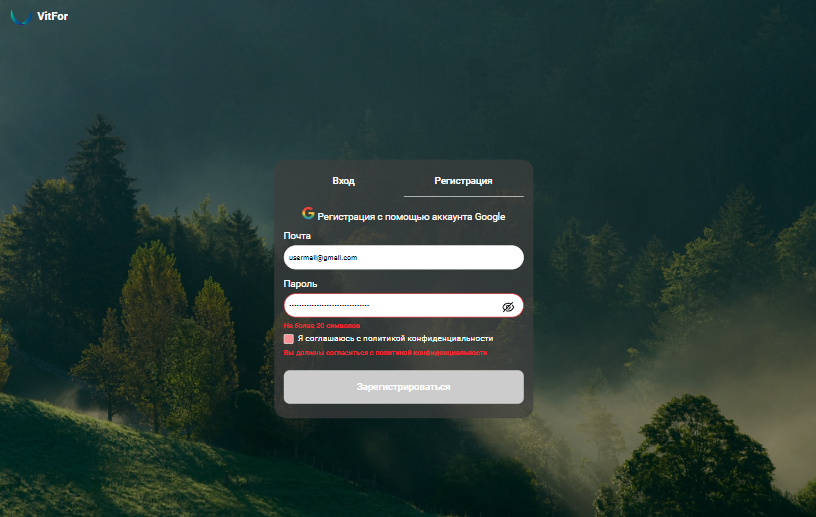 VitFor
Вход
Регистрация
Регистрация с помощью аккаунта Google
Почта
usermail@gmail.com
Пароль
Не более 20 символов
Я соглашаюсь с политикой конфиденциальности
Вы должны согласиться с политикой конфиденциальности
Зарегистрироваться